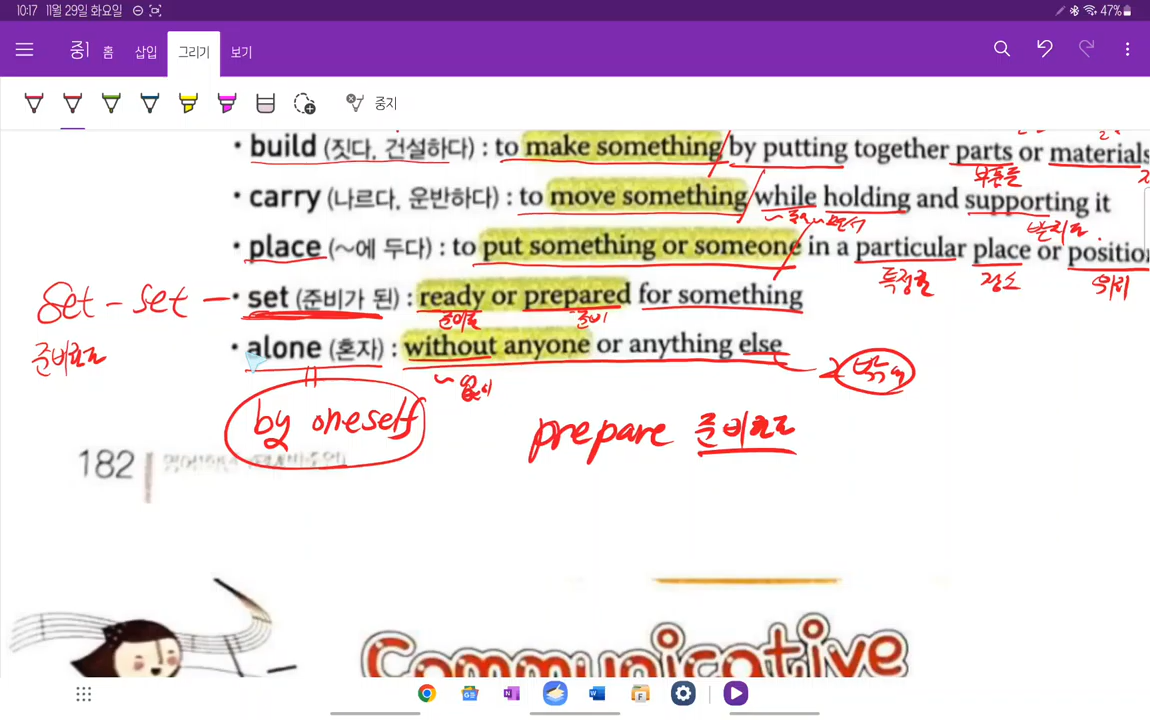 10:17 11월 29일 화요일 47%
중1 홈 삽입 그리기 보기
중지
• build (짓다, 건설하다) : to make something by putting together parts or materials
부품들
• carry (나르다, 운반하다) : to move something while holding and supporting it
~하면서
• place (~에 두다) : to put something or someone in a particular place or position
특정한 장소 위치
set - set - • set (준비가 된) : ready or prepared for something
준비된 준비
준비하다
• alone (혼자) : without anyone or anything else
~없이
by oneself
prepare 준비하다
182
Communicative